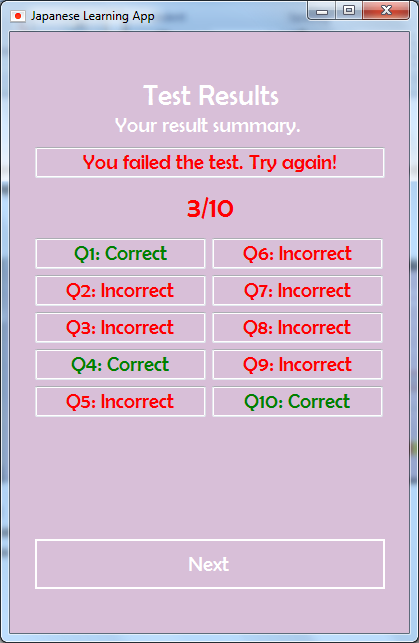 Japanese Learning App
Test Results
Your result summary.
You failed the test. Try again!
3/10
Q1: Correct
Q6: Incorrect
Q2: Incorrect
Q7: Incorrect
Q3: Incorrect
Q8: Incorrect
Q4: Correct
Q9: Incorrect
Q5: Incorrect
Q10: Correct
Next